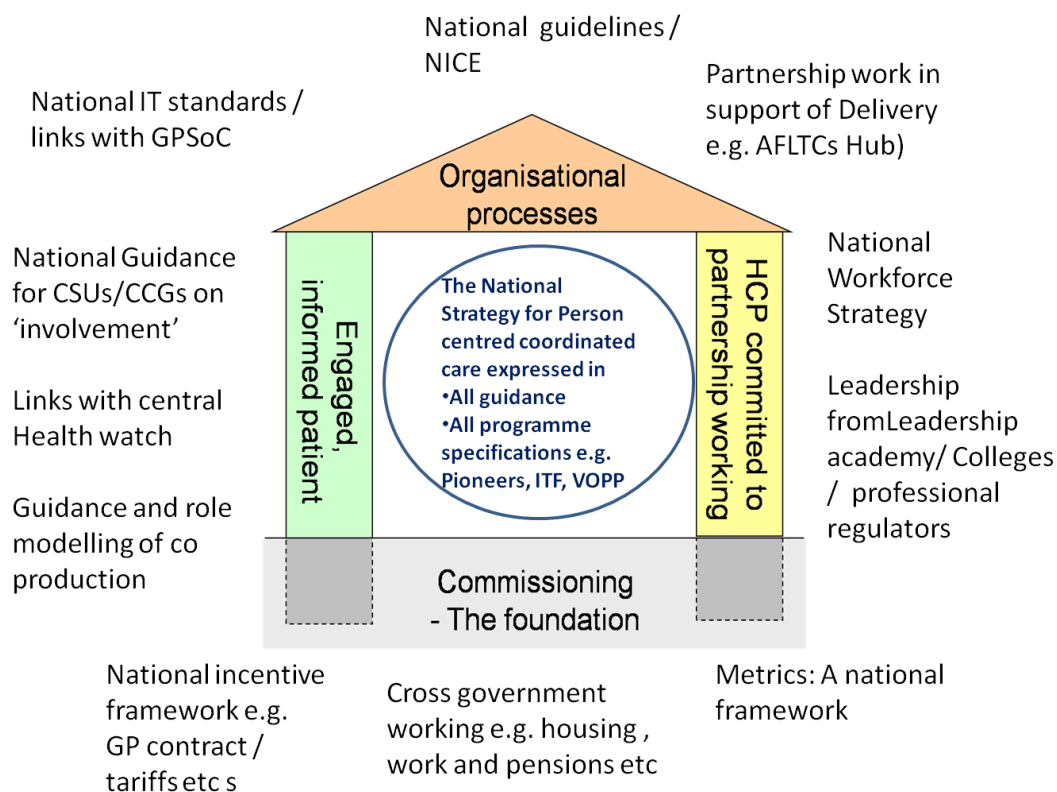 National guidelines /
NICE
National IT standards /
links with GPSoC
Partnership work in
support of Delivery
e.g. AFLTCs Hub)
Organisational
processes
National Guidance
for CSUs/CCGs on
‘involvement’
Links with central
Health watch
Guidance and role
modelling of co
production
Engaged,
informed patient
The National
Strategy for Person
centred coordinated
care expressed in
•All guidance
•All programme
specifications e.g.
Pioneers, ITF, VOPP
HCP committed to
partnership working
National
Workforce
Strategy
Leadership
fromLeadership
academy/ Colleges
/ professional
regulators
Commissioning
- The foundation
National incentive
framework e.g.
GP contract /
tariffs etc s
Cross government
working e.g. housing ,
work and pensions etc
Metrics: A national
framework